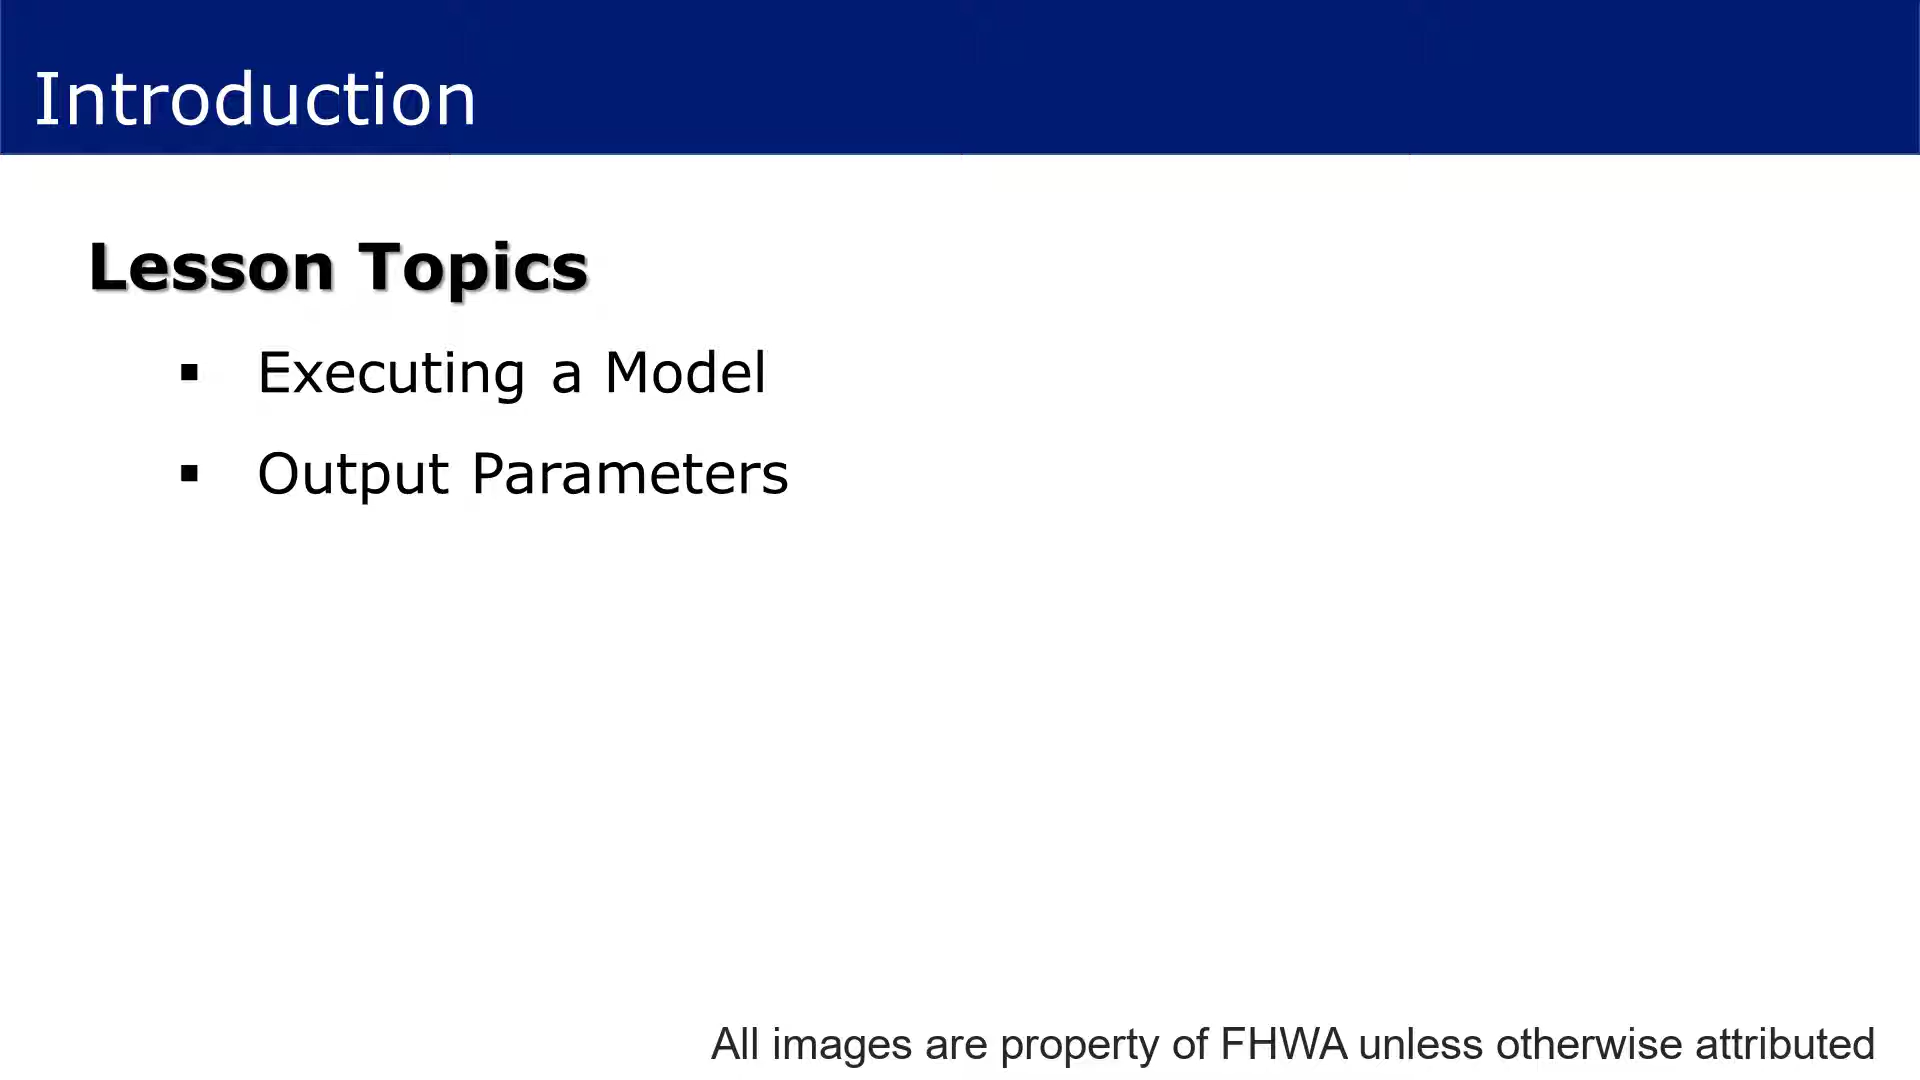 Introduction
Lesson Topics
▪ Executing a Model
▪ Output Parameters
All images are property of FHWA unless otherwise attributed